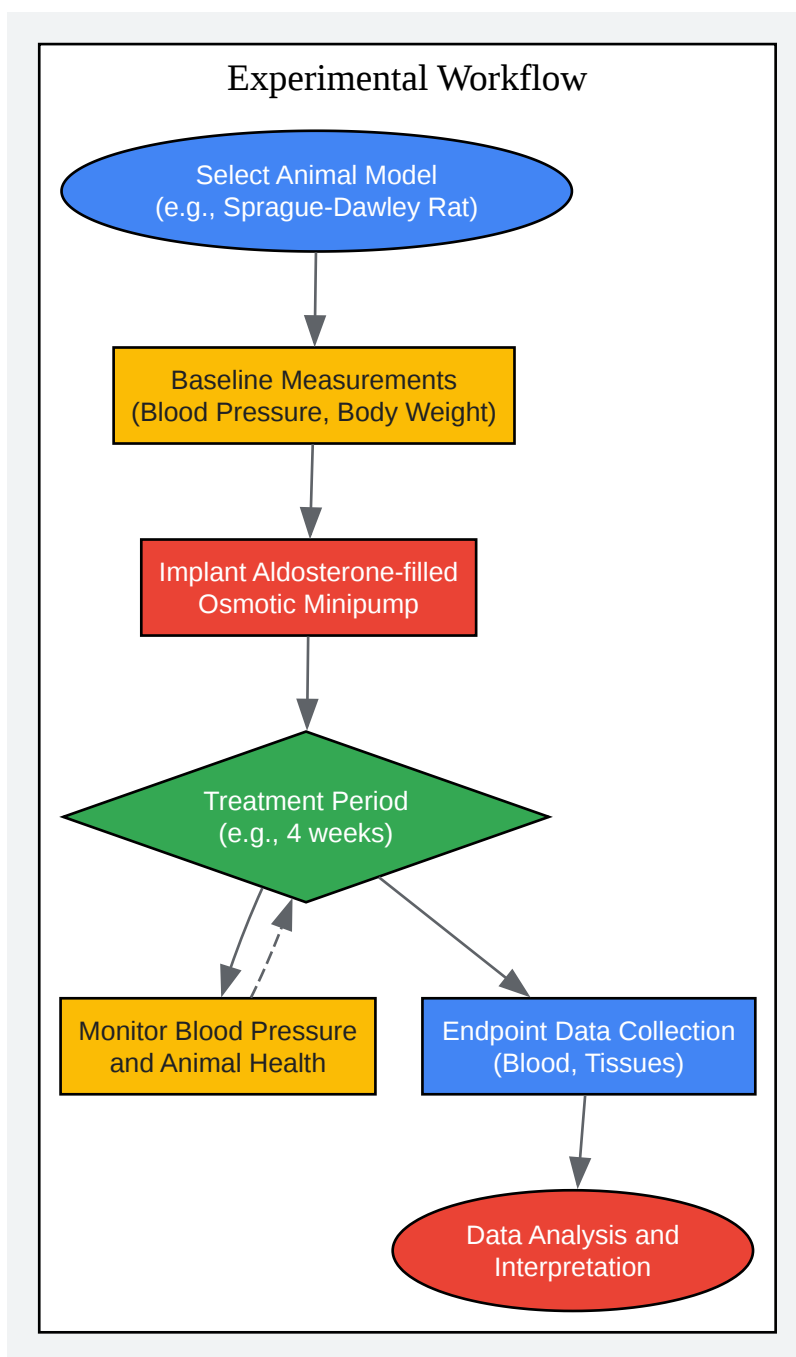 Experimental Workflow
Select Animal Model
(e.g., Sprague-Dawley Rat)
Baseline Measurements
(Blood Pressure, Body Weight)
Implant Aldosterone-filled
Osmotic Minipump
Treatment Period
(e.g., 4 weeks)
Monitor Blood Pressure
and Animal Health
Endpoint Data Collection
(Blood, Tissues)
Data Analysis and
Interpretation